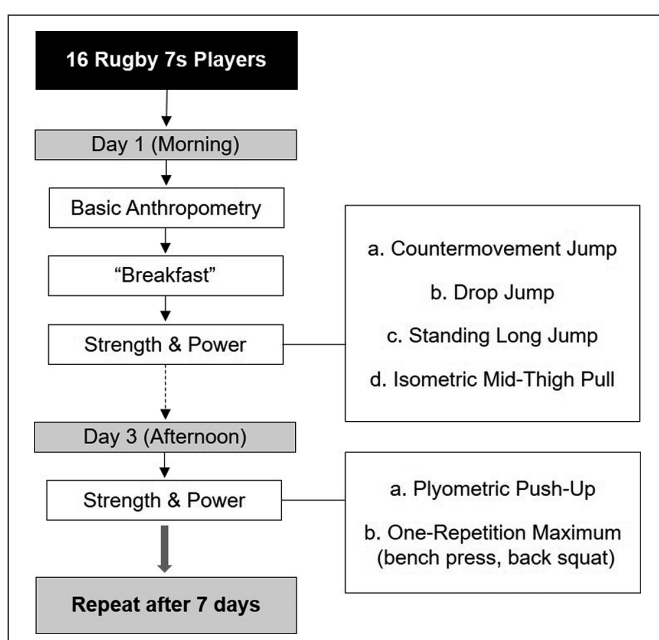 16 Rugby 7s Players
Day 1 (Morning)
Basic Anthropometry
“Breakfast”
Strength & Power
a. Countermovement Jump
b. Drop Jump
c. Standing Long Jump
d. Isometric Mid-Thigh Pull
Day 3 (Afternoon)
Strength & Power
a. Plyometric Push-Up
b. One-Repetition Maximum
(bench press, back squat)
Repeat after 7 days